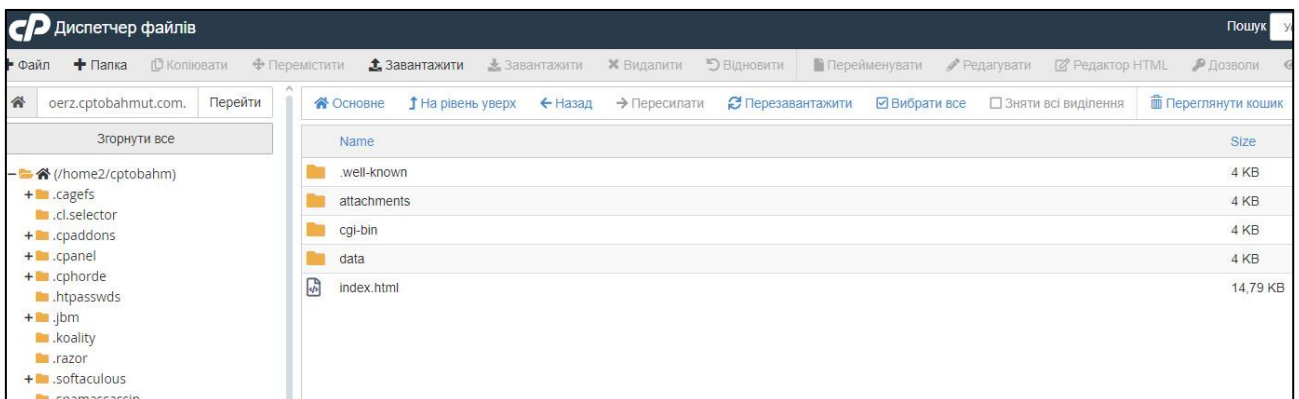 cP Диспетчер файлів Пошук
Файл Папка Копіювати Перемістити Завантажити Завантажити Видалити Відновити Перейменувати Редагувати Редактор HTML Дозволи
oerz.cptobahmut.com. Перейти Основне На рівень уверх Назад Пересилати Перезавантажити Вибрати все Зняти всі виділення Переглянути кошик
Згорнути все
Name Size
(/home2/cptobahm)
.well-known 4 KB
.cagefs
attachments 4 KB
.cl.selector
cgi-bin 4 KB
.cpaddons
data 4 KB
.cpanel
index.html 14,79 KB
.cphorde
.htpasswds
.jbm
.koality
.razor
.softaculous
.spamassassin